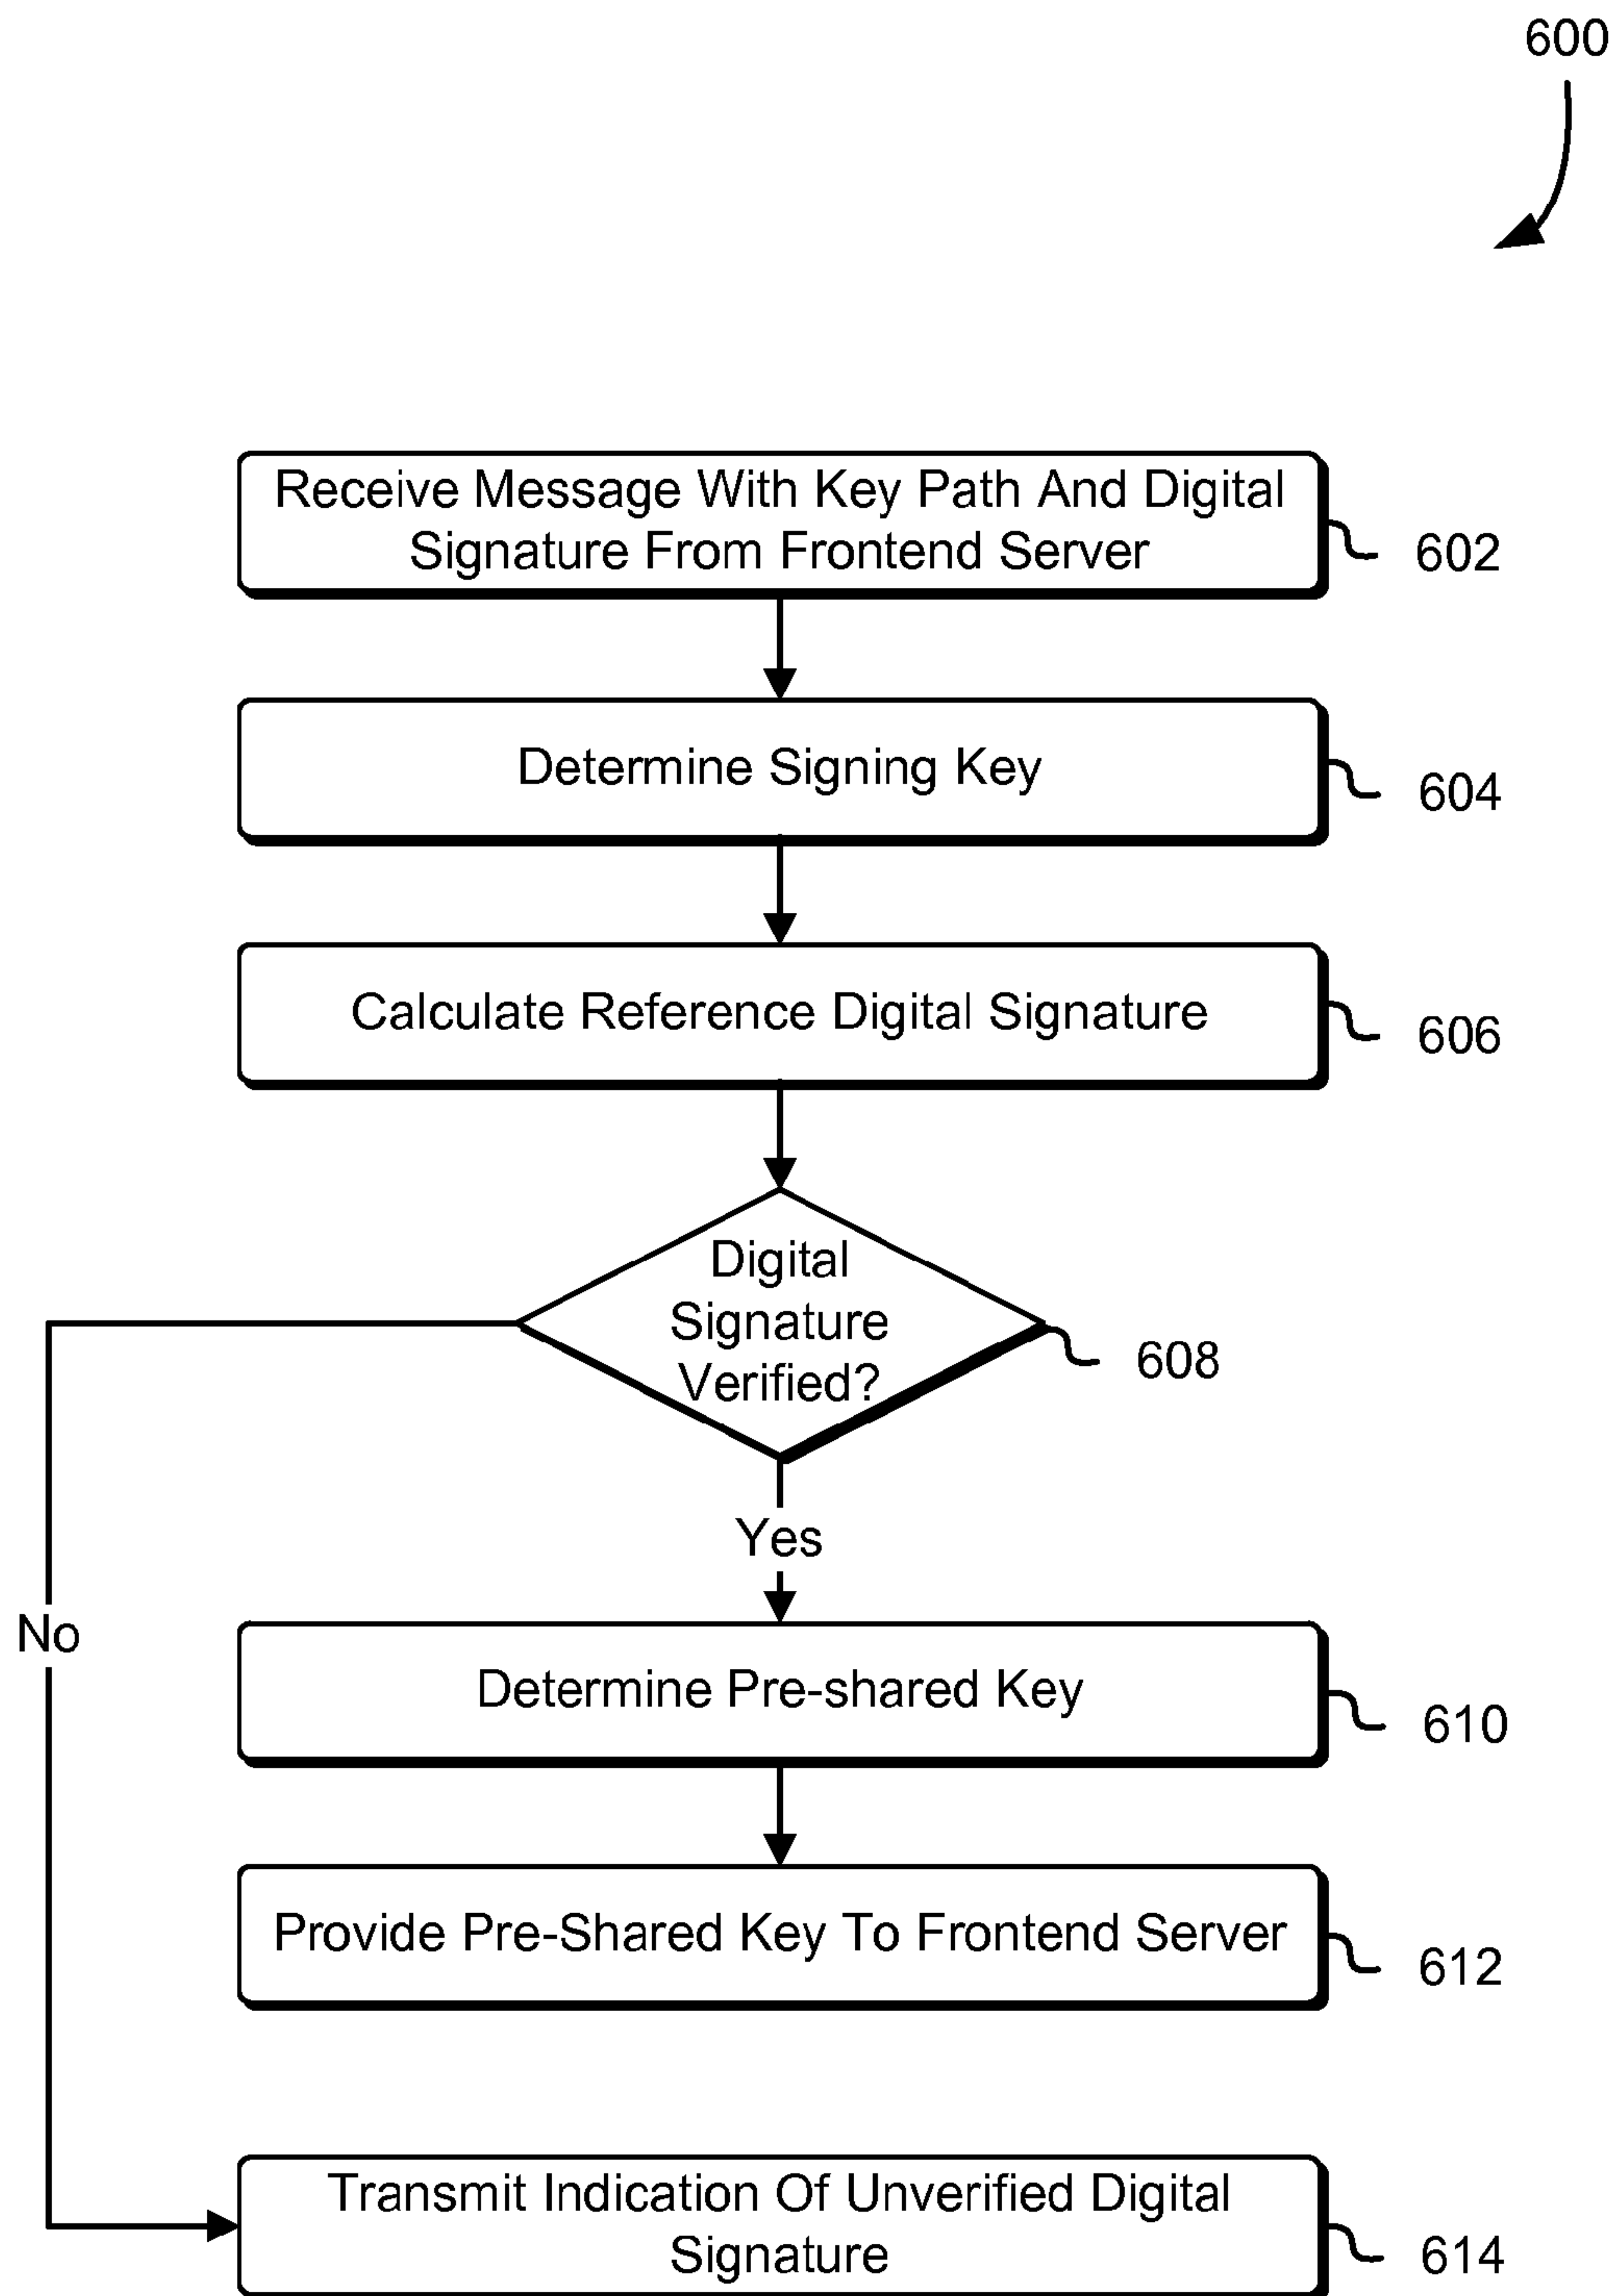 600
Receive Message With Key Path And Digital
Signature From Frontend Server
602
Determine Signing Key
604
Calculate Reference Digital Signature
606
Digital
Signature
Verified?
608
Yes
No
Determine Pre-shared Key
610
Provide Pre-Shared Key To Frontend Server
612
Transmit Indication Of Unverified Digital
Signature
614